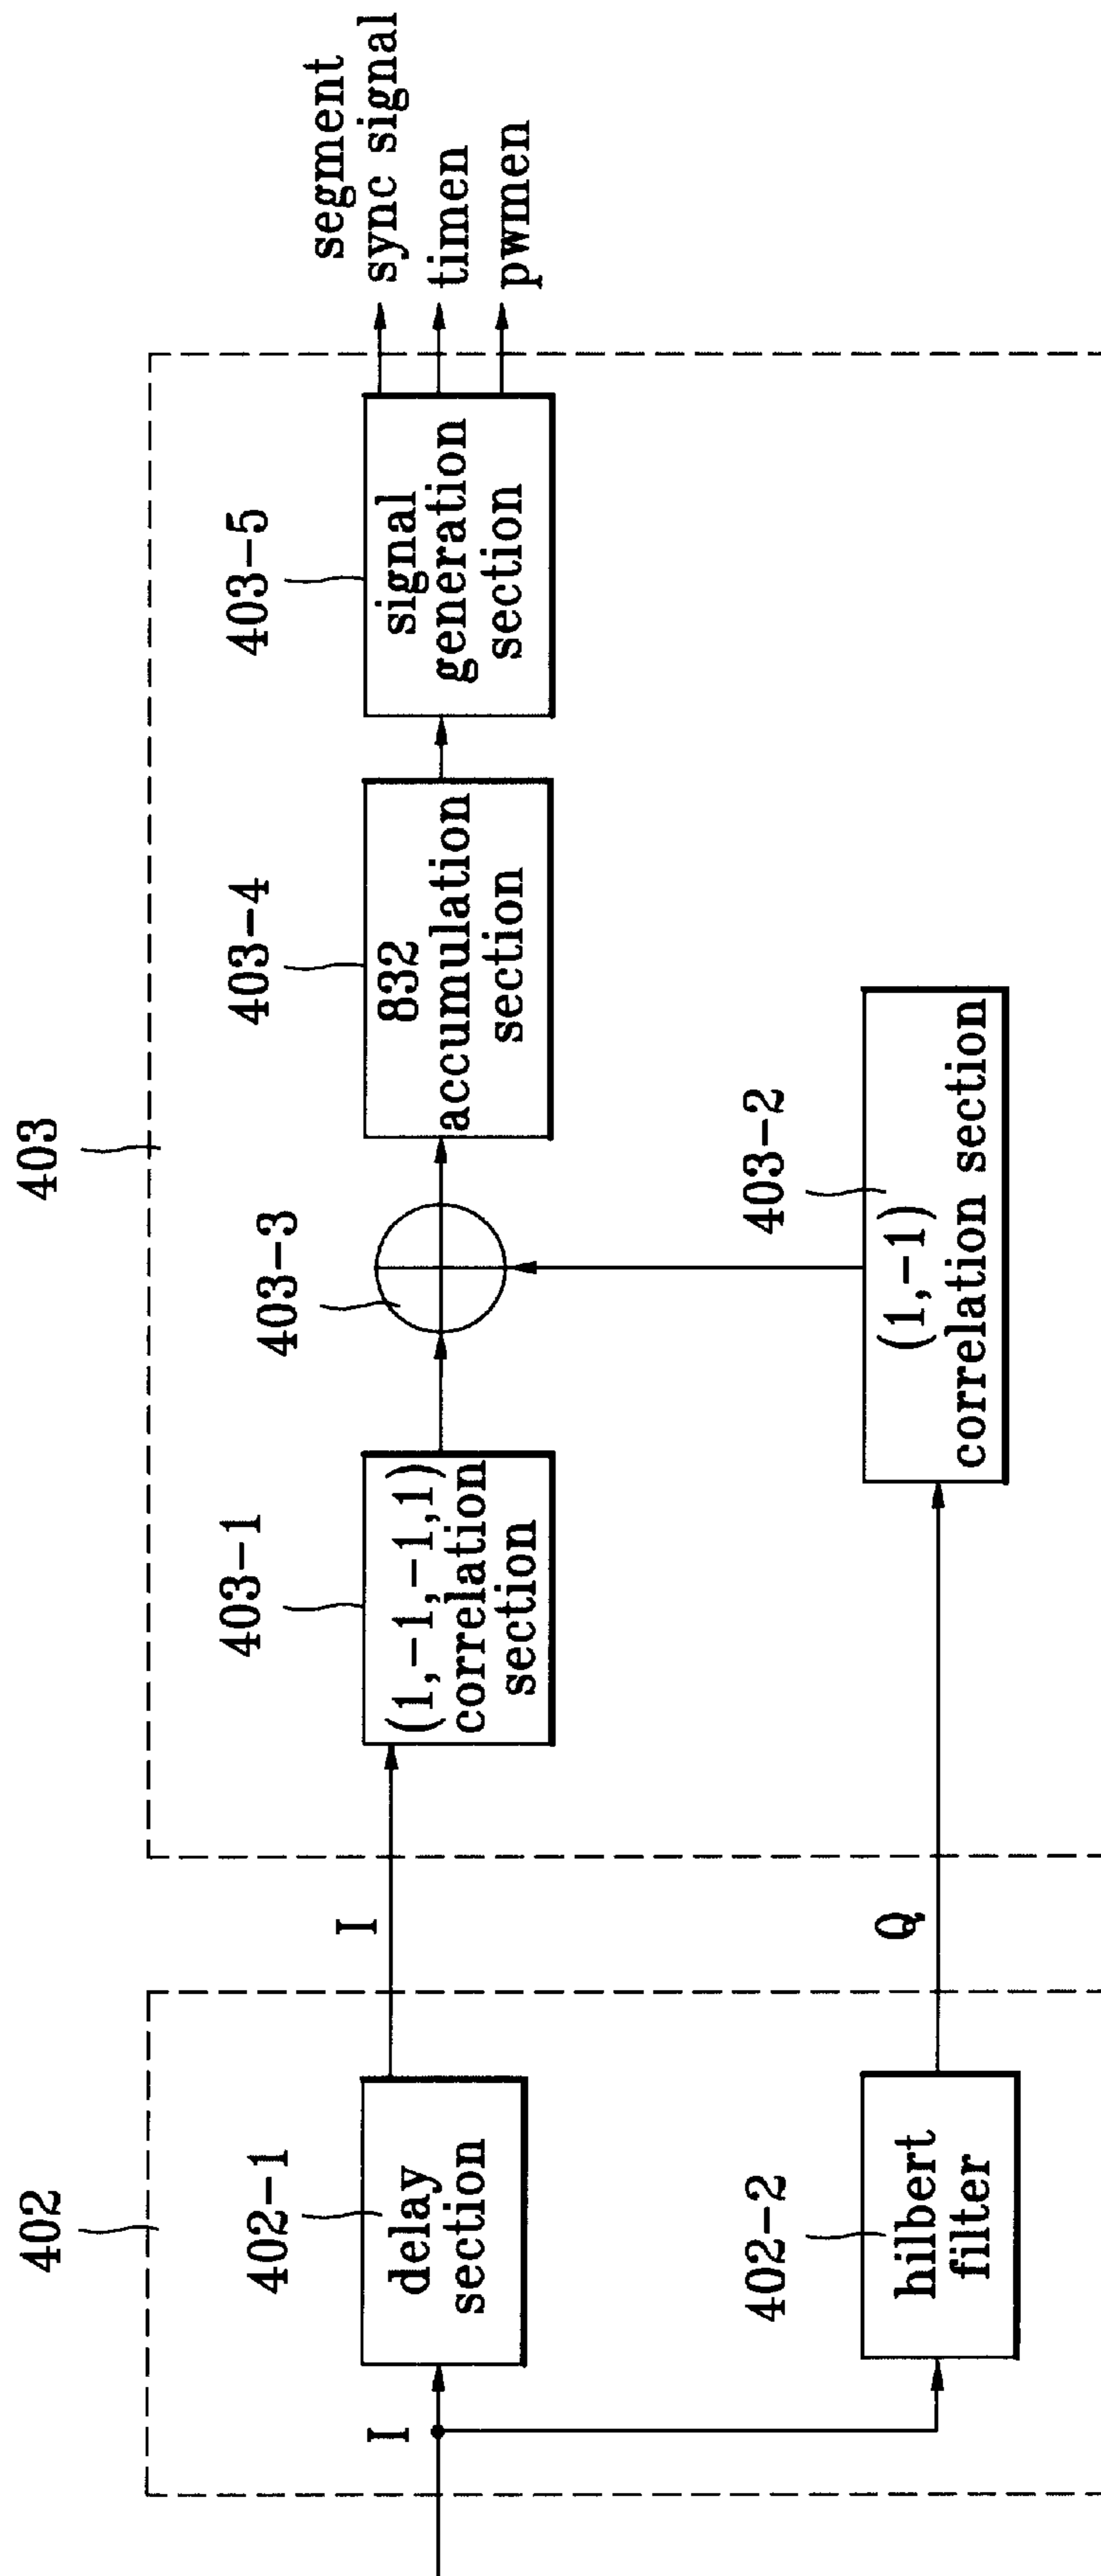 402
403
I
402-1
delay
section
402-2
hilbert
filter
I
Q
403-1
(1,-1,-1,1)
correlation
section
403-3
403-2
(1,-1)
correlation section
403-4
832
accumulation
section
403-5
signal
generation
section
segment
sync signal
timen
pwmen